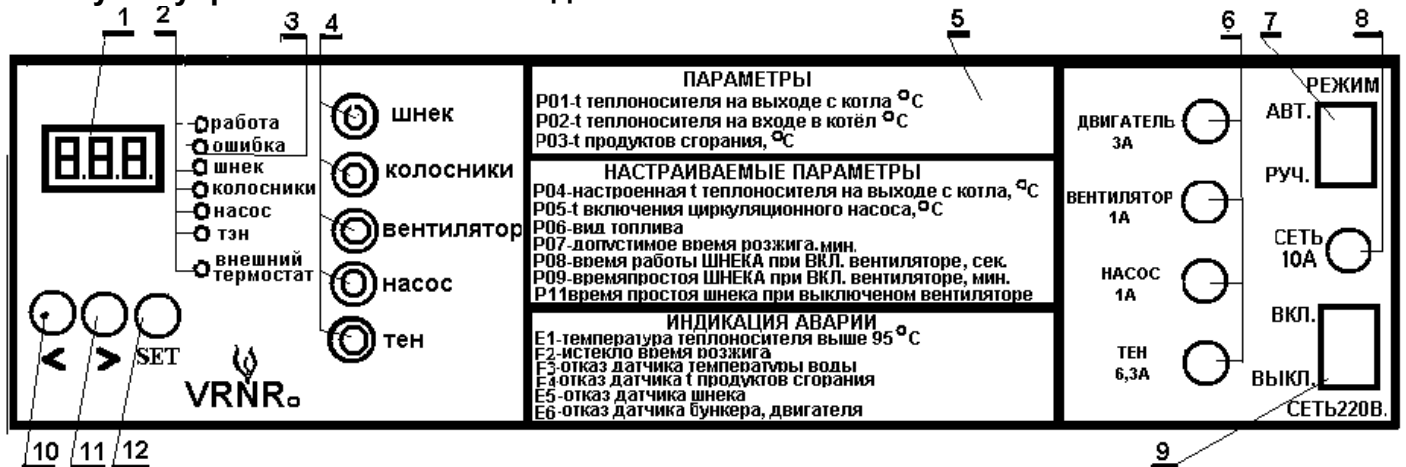 1
2
3
4
5
6
7
8
8.8.8.
работа
ошибка
шнек
колосники
насос
тэн
внешний
термостат
<
>
SET
VRNR
шнек
колосники
вентилятор
насос
тен
ПАРАМЕТРЫ
P01-t теплоносителя на выходе с котла °C
P02-t теплоносителя на входе в котёл °C
P03-t продуктов сгорания, °C
НАСТРАИВАЕМЫЕ ПАРАМЕТРЫ
P04-настроенная t теплоносителя на выходе с котла, °C
P05-t включения циркуляционного насоса, °C
P06-вид топлива
P07-допустимое время розжига.мин.
P08-время работы ШНЕКА при ВКЛ. вентиляторе, сек.
P09-времяпростоя ШНЕКА при ВКЛ. вентиляторе, мин.
P11время простоя шнека при выключеном вентиляторе
ИНДИКАЦИЯ АВАРИИ
E1-температура теплоносителя выше 95 °C
E2-истекло время розжига
E3-отказ датчика температуры воды
E4-отказ датчика t продуктов сгорания
E5-отказ датчика шнека
E6-отказ датчика бункера, двигателя
ДВИГАТЕЛЬ
3А
ВЕНТИЛЯТОР
1А
НАСОС
1А
ТЕН
6,3А
РЕЖИМ
АВТ.
РУЧ.
СЕТЬ
10А
ВКЛ.
ВЫКЛ.
СЕТЬ220В.
10
11
12
9